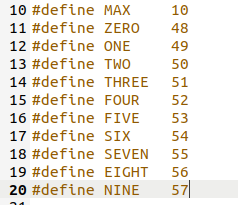 10 #define MAX 10
11 #define ZERO 48
12 #define ONE 49
13 #define TWO 50
14 #define THREE 51
15 #define FOUR 52
16 #define FIVE 53
17 #define SIX 54
18 #define SEVEN 55
19 #define EIGHT 56
20 #define NINE 57